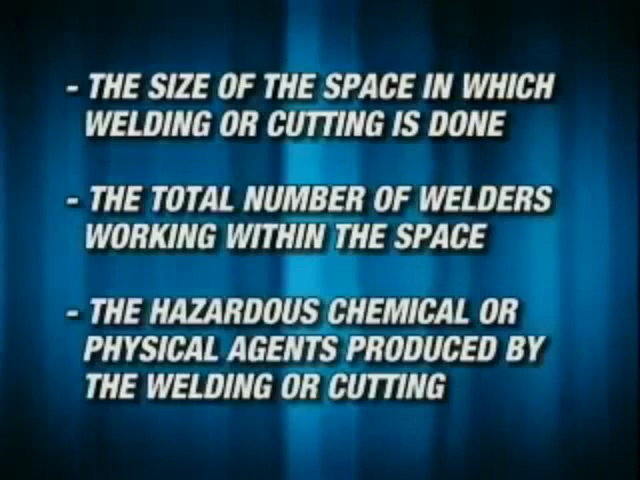 - THE SIZE OF THE SPACE IN WHICH
WELDING OR CUTTING IS DONE
- THE TOTAL NUMBER OF WELDERS
WORKING WITHIN THE SPACE
- THE HAZARDOUS CHEMICAL OR
PHYSICAL AGENTS PRODUCED BY
THE WELDING OR CUTTING